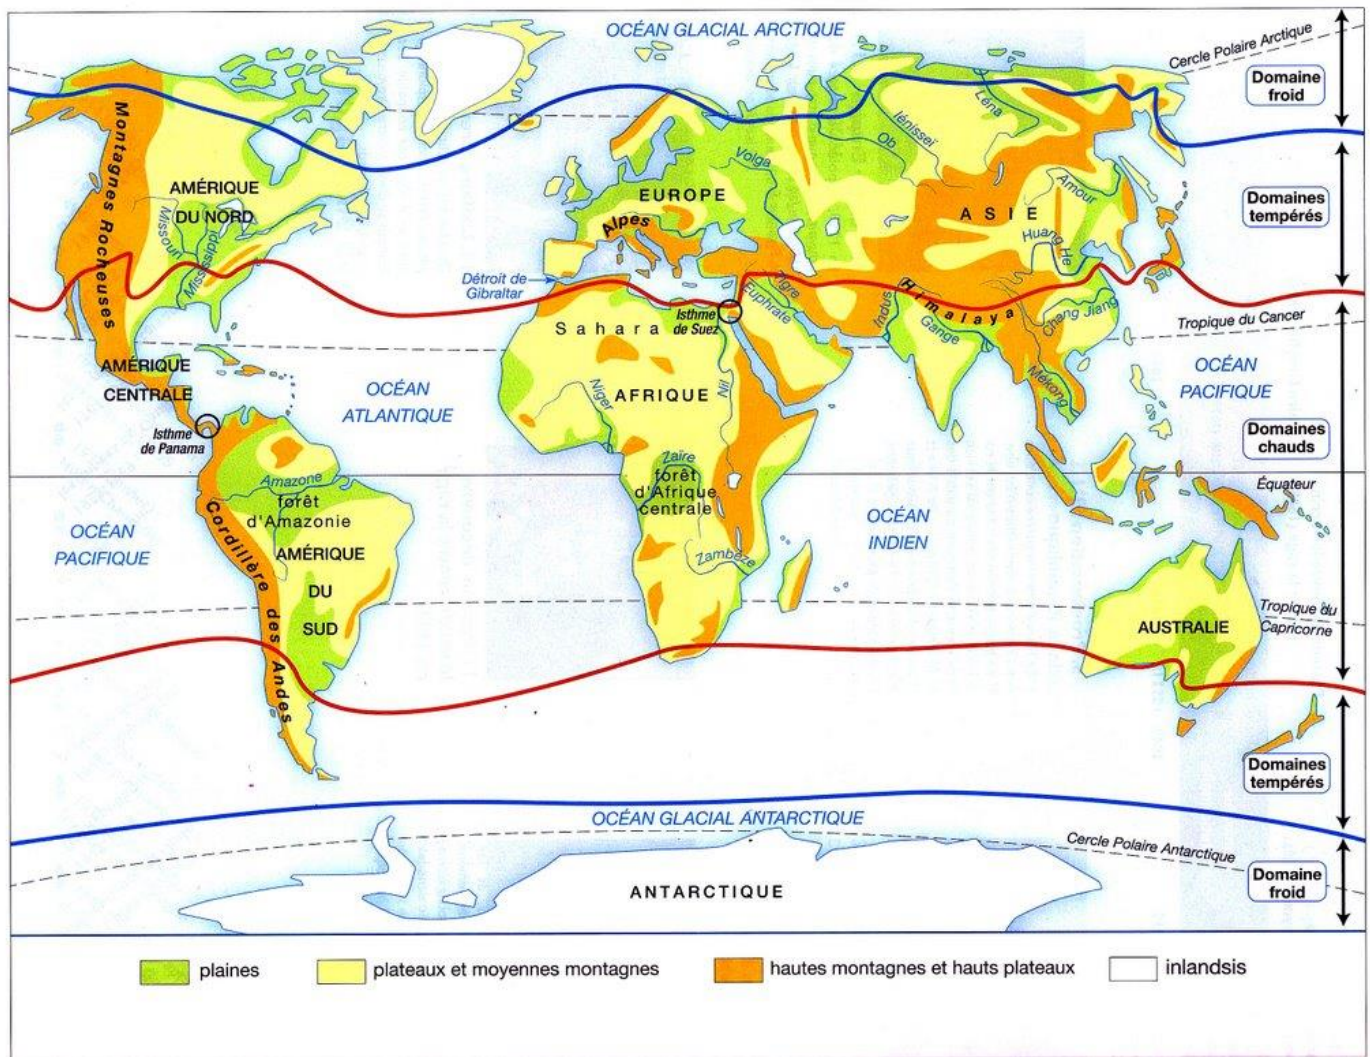 OCÉAN GLACIAL ARCTIQUE
Cercle Polaire Arctique
Domaine
froid
Montagnes Rocheuses
AMÉRIQUE
DU NORD
Missouri
Mississippi
EUROPE
Alpes
Volga
Ob
Iénisseï
Léna
ASIE
Amour
Huang He
Domaines
tempérés
Détroit de
Gibraltar
Isthme
de Suez
Tigre
Euphrate
Indus
Himalaya
Gange
Chang Jiang
Mékong
Tropique du Cancer
Sahara
AMÉRIQUE
CENTRALE
Isthme
de Panama
OCÉAN
ATLANTIQUE
AFRIQUE
Niger
Nil
OCÉAN
PACIFIQUE
Domaines
chauds
Zaïre
forêt
d'Afrique
centrale
Équateur
Amazone
forêt
d'Amazonie
OCÉAN
PACIFIQUE
Cordillère des Andes
AMÉRIQUE
DU
SUD
Zambèze
OCÉAN
INDIEN
Tropique du
Capricorne
AUSTRALIE
Domaines
tempérés
OCÉAN GLACIAL ANTARCTIQUE
Cercle Polaire Antarctique
ANTARCTIQUE
Domaine
froid
plaines
plateaux et moyennes montagnes
hautes montagnes et hauts plateaux
inlandsis